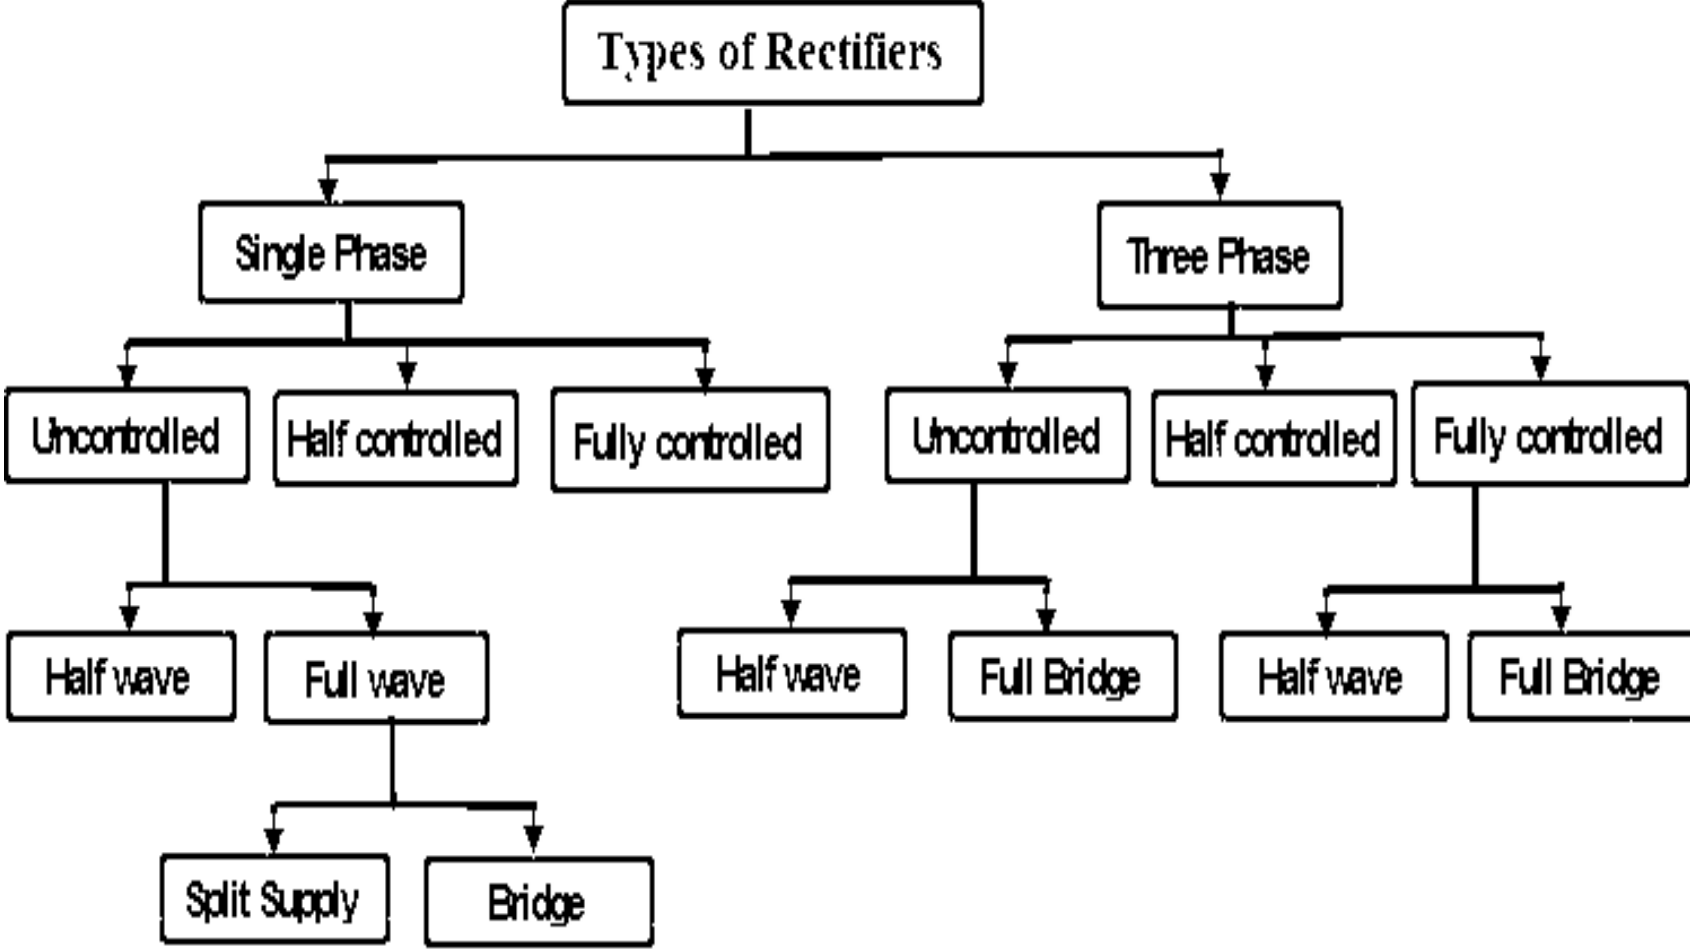 Types of Rectifiers
Single Phase
Three Phase
Uncontrolled
Half controlled
Fully controlled
Uncontrolled
Half controlled
Fully controlled
Half wave
Full wave
Half wave
Full Bridge
Half wave
Full Bridge
Split Supply
Bridge